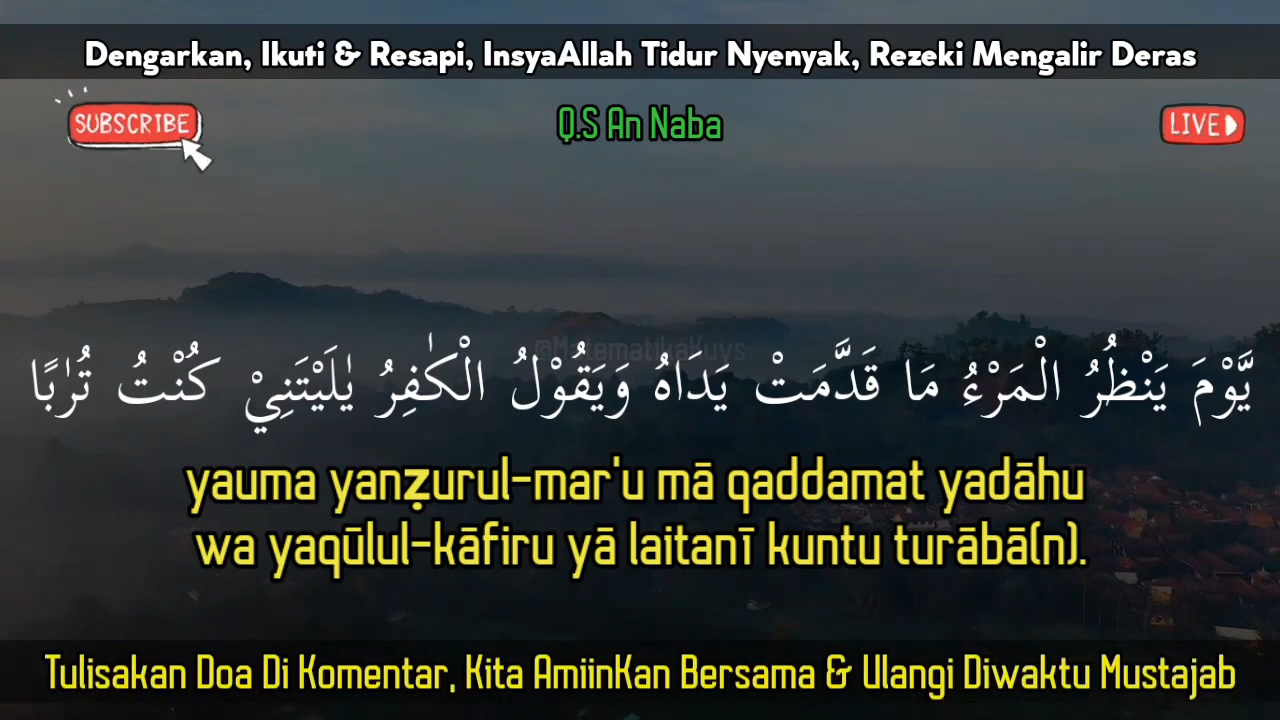 Dengarkan, Ikuti & Resapi, InsyaAllah Tidur Nyenyak, Rezeki Mengalir Deras
SUBSCRIBE
Q.S An Naba
LIVE
@MatematikaKuys
يَّوْمَ يَنْظُرُ الْمَرْءُ مَا قَدَّمَتْ يَدَاهُ وَيَقُوْلُ الْكٰفِرُ يٰلَيْتَنِيْ كُنْتُ تُرٰبًا
yauma yanẓurul-mar'u mā qaddamat yadāhu
wa yaqūlul-kāfiru yā laitanī kuntu turābā(n).
Tulisakan Doa Di Komentar, Kita AmiinKan Bersama & Ulangi Diwaktu Mustajab